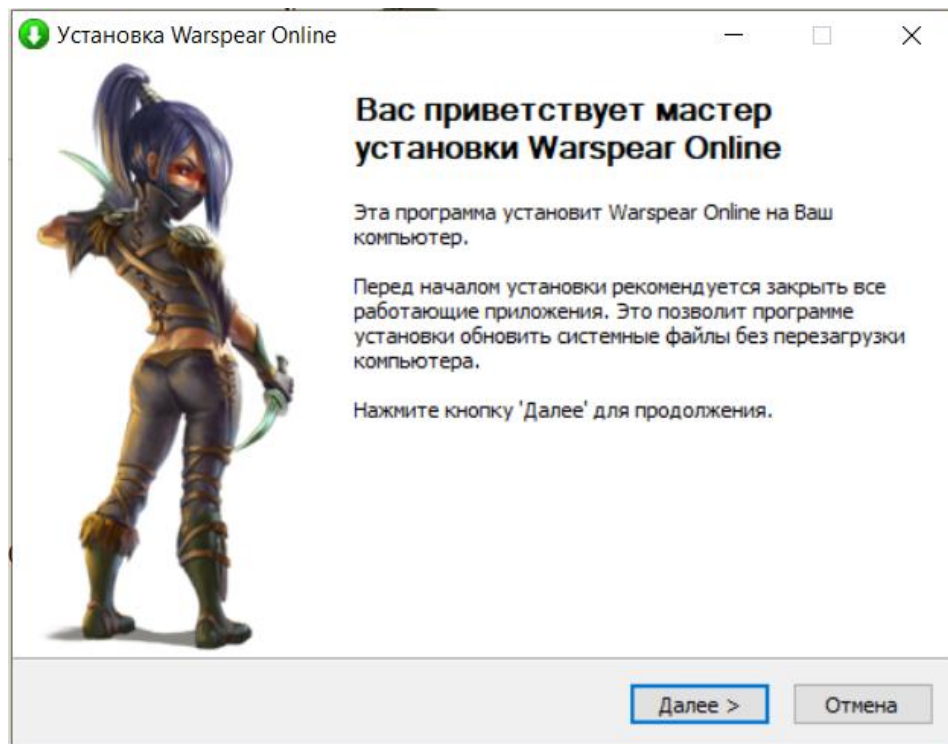 Установка Warspear Online
Вас приветствует мастер
установки Warspear Online
Эта программа установит Warspear Online на Ваш
компьютер.
Перед началом установки рекомендуется закрыть все
работающие приложения. Это позволит программе
установки обновить системные файлы без перезагрузки
компьютера.
Нажмите кнопку 'Далее' для продолжения.
Далее >
Отмена